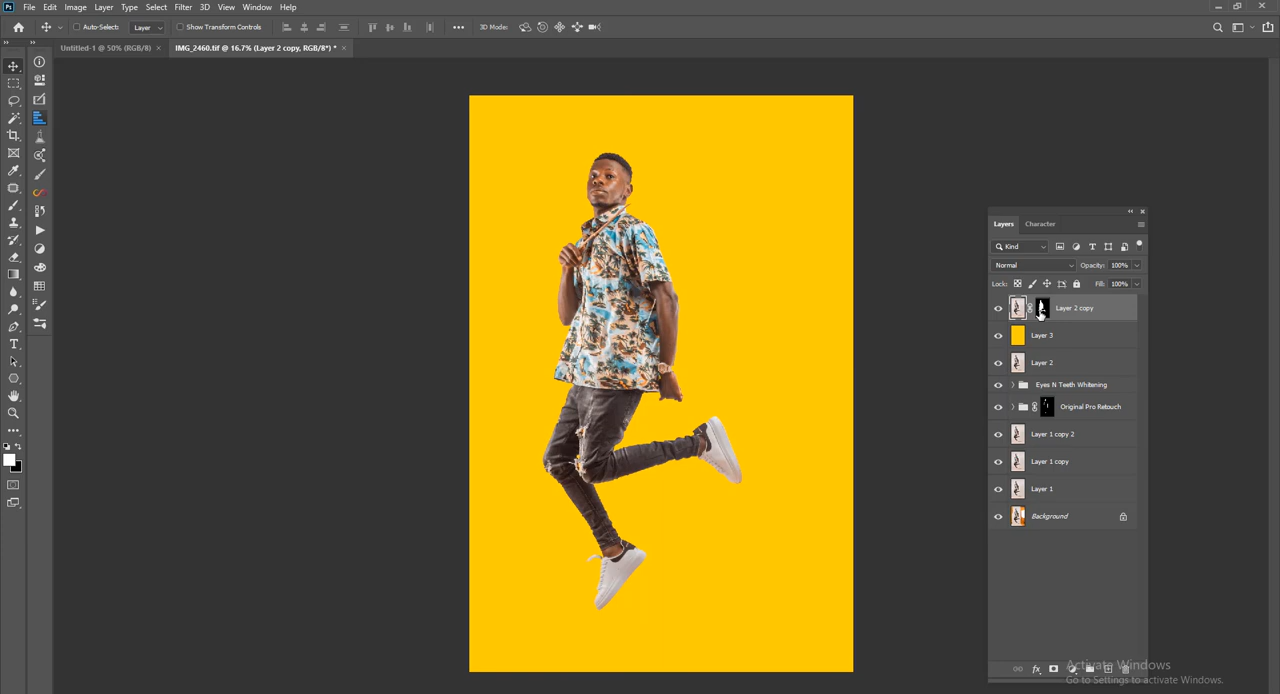 Ps File Edit Image Layer Type Select Filter 3D View Window Help
Auto-Select: Layer Show Transform Controls ••• 3D Mode:
Untitled-1 @ 50% (RGB/8) × IMG_2460.tif @ 16.7% (Layer 2 copy, RGB/8*) * ×
Layers Character
Kind
Normal Opacity: 100%
Lock: Fill: 100%
Layer 2 copy
Layer 3
Layer 2
Eyes N Teeth Whitening
Original Pro Retouch
Layer 1 copy 2
Layer 1 copy
Layer 1
Background
fx
Activate Windows
Go to Settings to activate Windows.